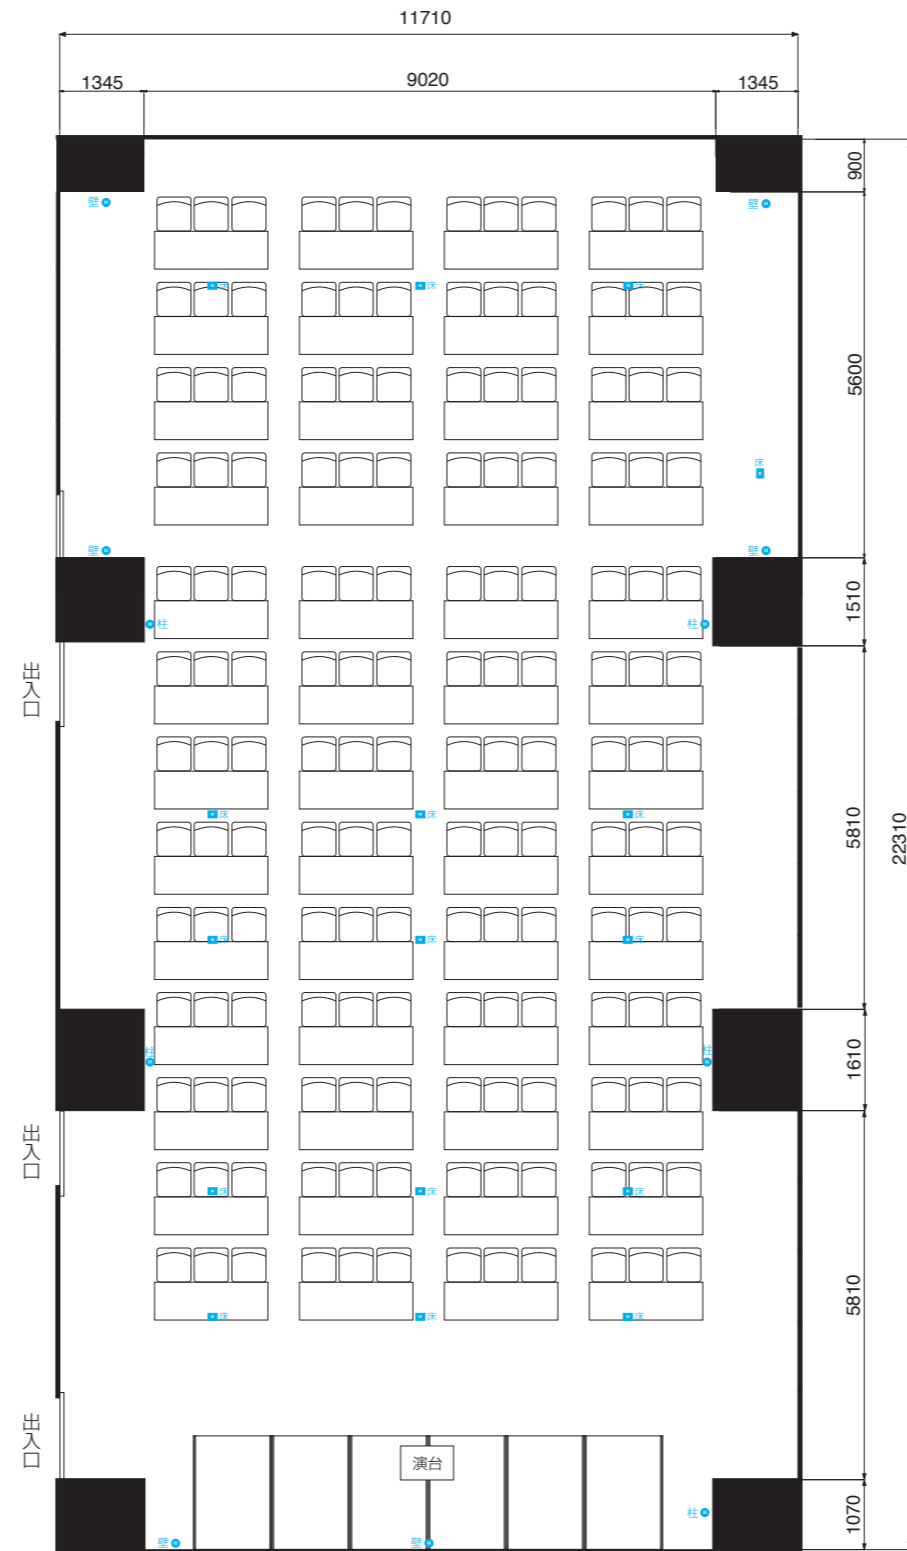 11710
1345 9020 1345
900
壁 壁
床 床 床
5600
床
壁 壁
1510
柱 柱
出入口
床 床 床
5810
22310
床 床 床
柱 柱
1610
出入口
床 床 床
5810
床 床 床
出入口
演台
柱
1070
壁 壁